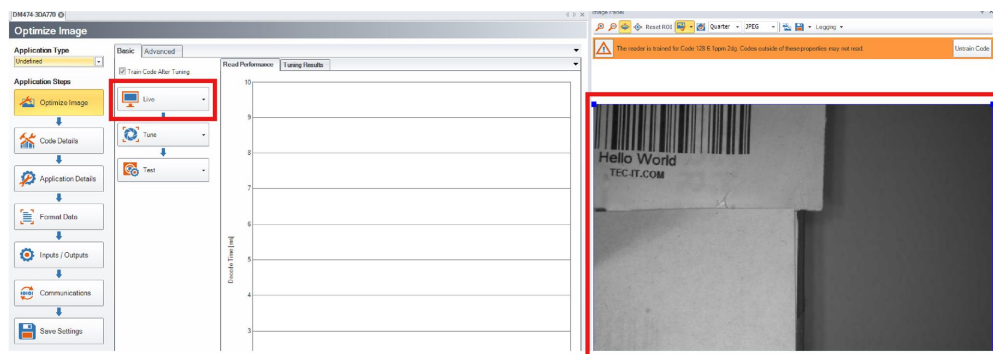 DM474-3DA778
Optimize Image
Application Type
Undefined
Application Steps
Optimize Image
Code Details
Application Details
Format Data
Inputs / Outputs
Communications
Save Settings
Basic Advanced
Train Code After Tuning
Live
Tune
Test
Read Performance Tuning Results
10
9
8
7
6
5
4
3
Decode Time [ms]
Image Panes
Reset ROI Quarter JPEG Logging
The reader is trained for Code 128 6.1ppm 2dg. Codes outside of these properties may not read. Untrain Code
Hello World
TEC-IT.COM